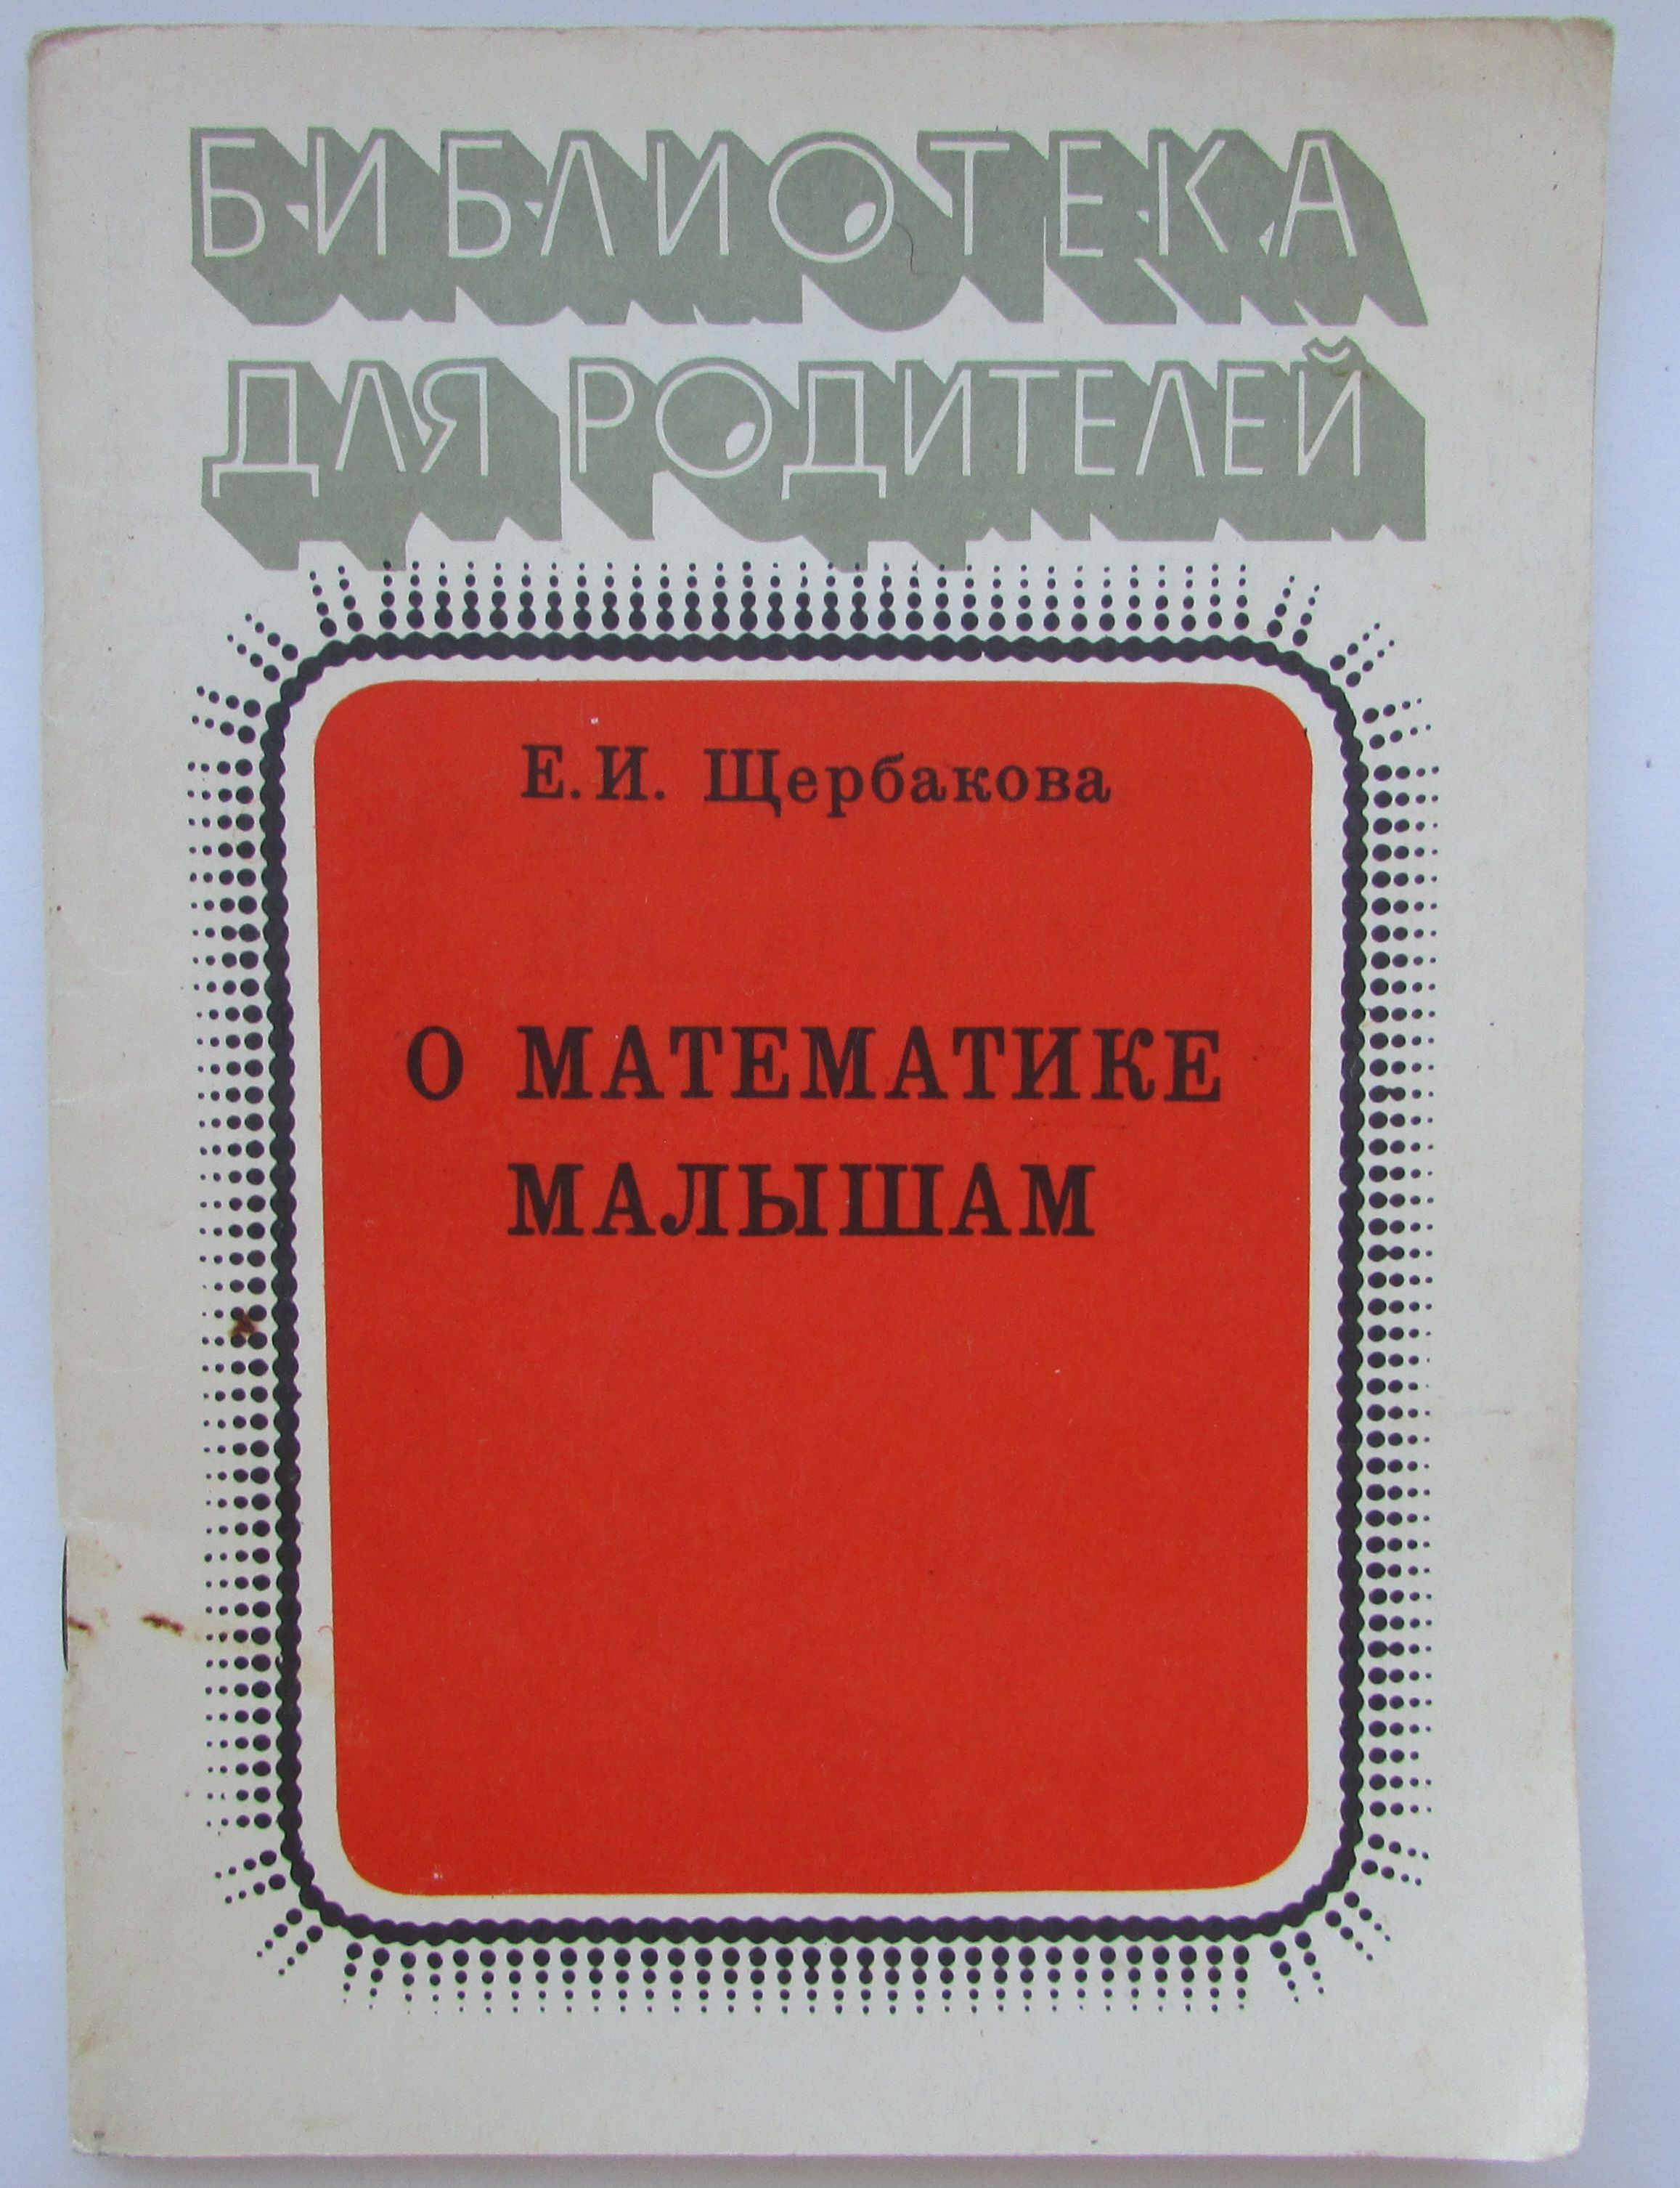 БИБЛИОТЕКА
ДЛЯ РОДИТЕЛЕЙ
Е.И. Щербакова
О МАТЕМАТИКЕ
МАЛЫШАМ